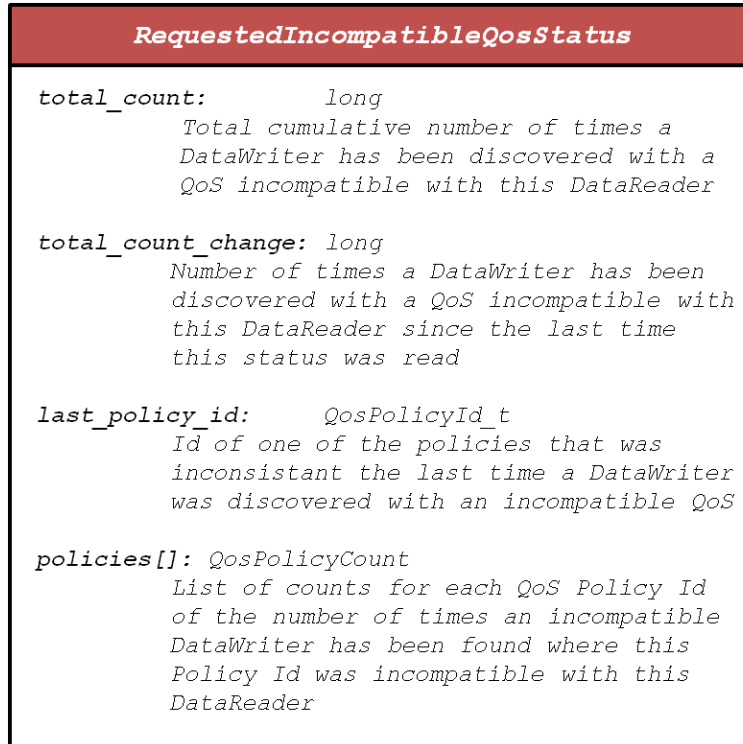 RequestedIncompatibleQosStatus
total_count: long
Total cumulative number of times a
DataWriter has been discovered with a
QoS incompatible with this DataReader
total_count_change: long
Number of times a DataWriter has been
discovered with a QoS incompatible with
this DataReader since the last time
this status was read
last_policy_id: QosPolicyId_t
Id of one of the policies that was
inconsistant the last time a DataWriter
was discovered with an incompatible QoS
policies[]: QosPolicyCount
List of counts for each QoS Policy Id
of the number of times an incompatible
DataWriter has been found where this
Policy Id was incompatible with this
DataReader